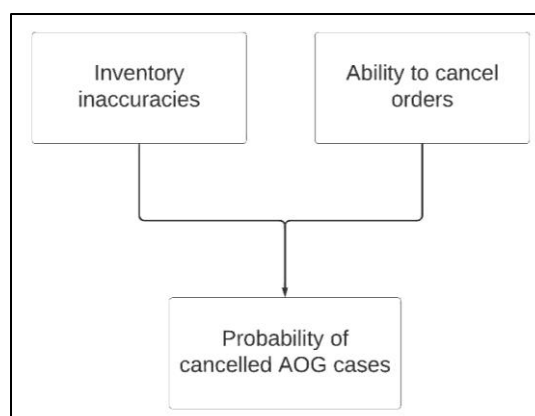 Inventory
inaccuracies
Ability to cancel
orders
Probability of
cancelled AOG cases